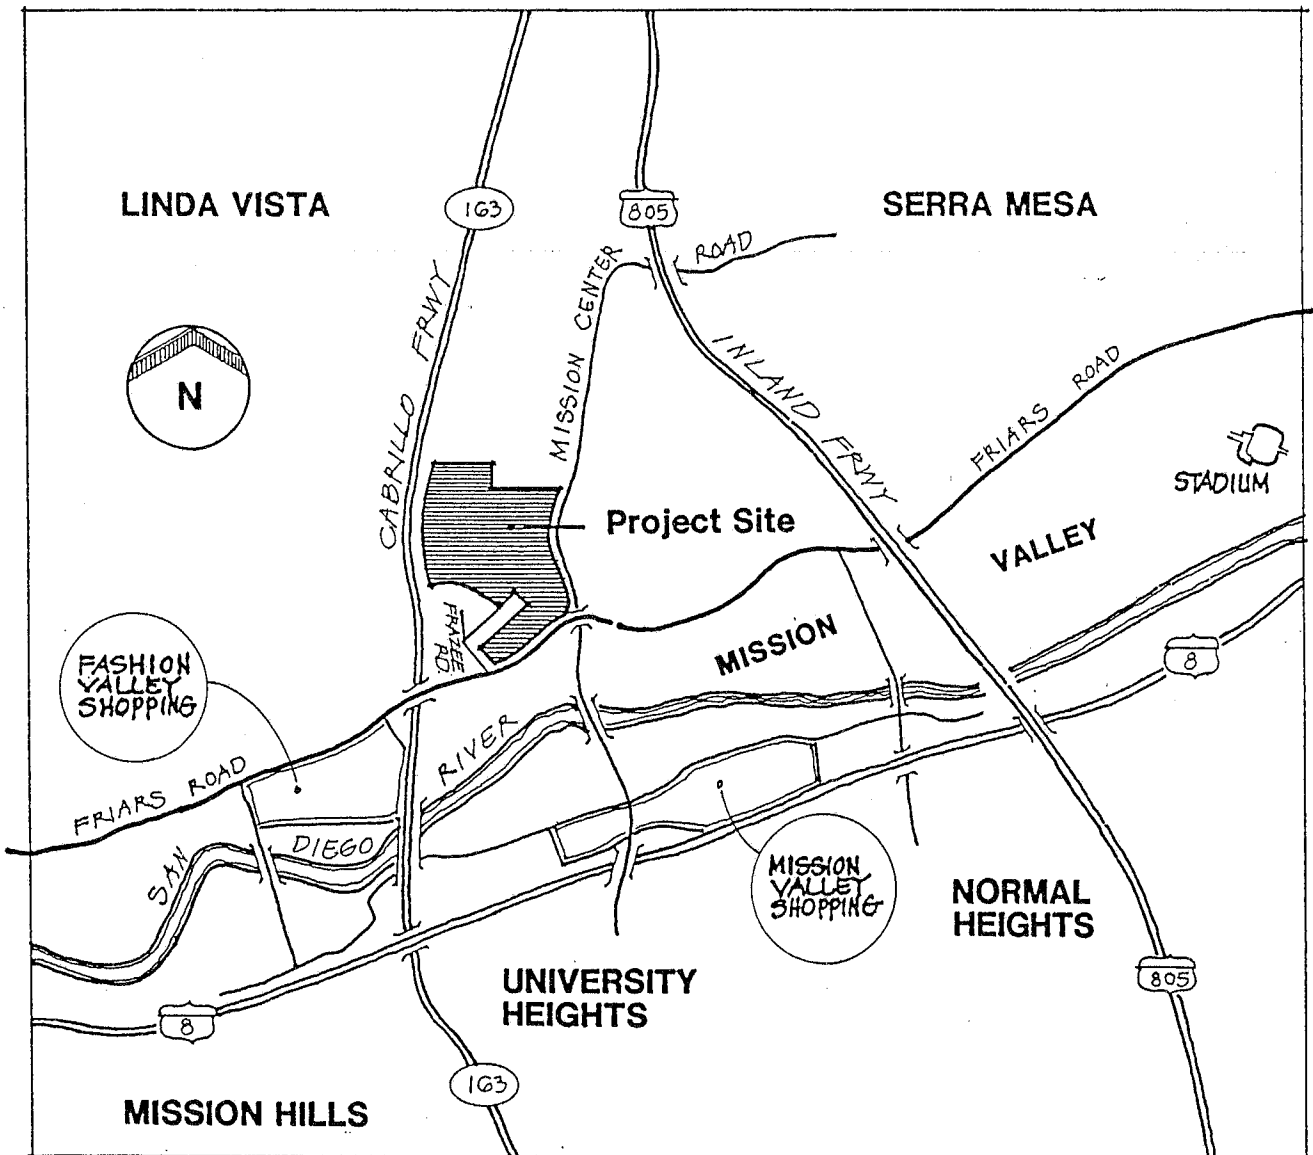 LINDA VISTA
163
805
SERRA MESA
ROAD
MISSION CENTER
CABRILLO FRWY
INLAND FRWY
N
FRIARS ROAD
STADIUM
Project Site
VALLEY
MISSION
FRAZEE
RD.
8
FASHION
VALLEY
SHOPPING
FRIARS ROAD
SAN DIEGO RIVER
MISSION
VALLEY
SHOPPING
NORMAL
HEIGHTS
UNIVERSITY
HEIGHTS
805
8
163
MISSION HILLS